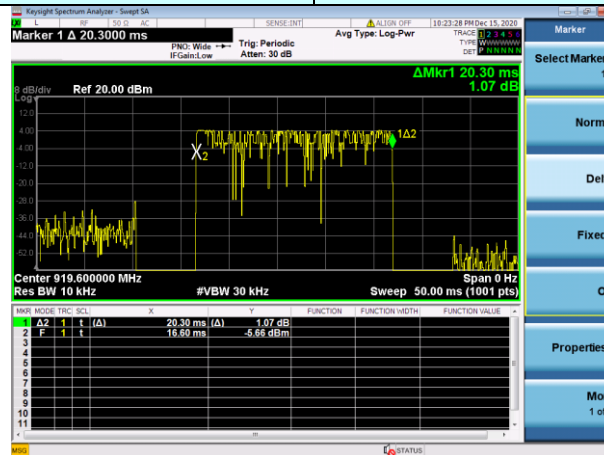 Keysight Spectrum Analyzer - Swept SA
L RF 50 Ω AC SENSE:INT ALIGN OFF 10:23:28 PM Dec 15, 2020
Marker 1 Δ 20.3000 ms
PNO: Wide
IFGain:Low
Trig: Periodic
Atten: 30 dB
Avg Type: Log-Pwr
TRACE 1 2 3 4 5 6
TYPE WWWWWW
DET P NNNNN
ΔMkr1 20.30 ms
1.07 dB
8 dB/div Ref 20.00 dBm
Log
12.0
4.00
-4.00
-12.0
-20.0
-28.0
-36.0
-44.0
-52.0
X2
1Δ2
Center 919.600000 MHz Span 0 Hz
Res BW 10 kHz #VBW 30 kHz Sweep 50.00 ms (1001 pts)
MKR MODE TRC SCL X Y FUNCTION FUNCTION WIDTH FUNCTION VALUE
1 Δ2 1 t (Δ) 20.30 ms (Δ) 1.07 dB
2 F 1 t 16.60 ms -5.66 dBm
3
4
5
6
7
8
9
10
11
MSG STATUS
Marker
Select Marker
1
Norm
Del
Fixed
O
Properties
Mo
1 of